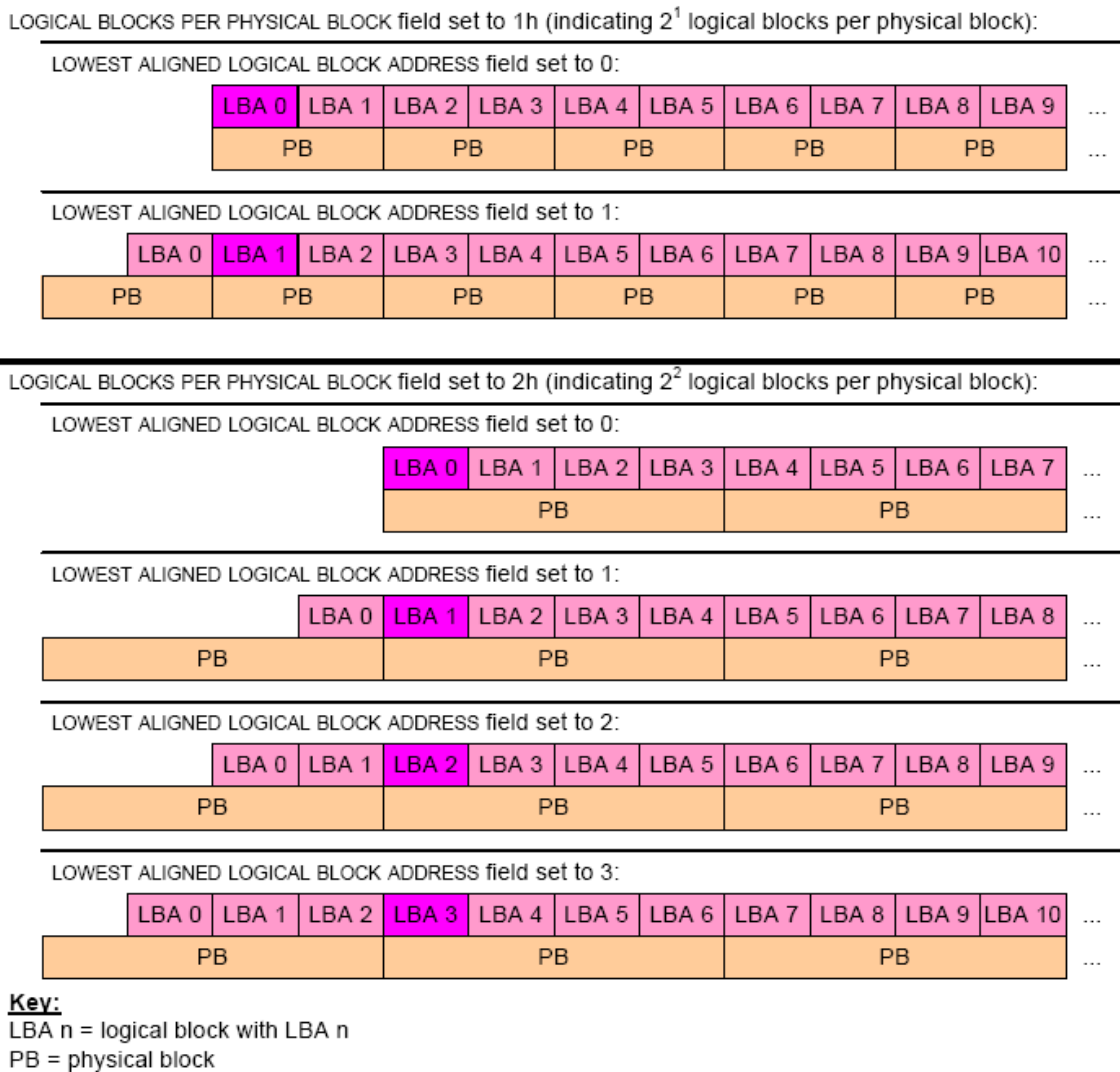 LOGICAL BLOCKS PER PHYSICAL BLOCK field set to 1h (indicating 2¹ logical blocks per physical block):
LOWEST ALIGNED LOGICAL BLOCK ADDRESS field set to 0:
LBA 0 LBA 1 LBA 2 LBA 3 LBA 4 LBA 5 LBA 6 LBA 7 LBA 8 LBA 9 ...
PB PB PB PB PB ...
LOWEST ALIGNED LOGICAL BLOCK ADDRESS field set to 1:
LBA 0 LBA 1 LBA 2 LBA 3 LBA 4 LBA 5 LBA 6 LBA 7 LBA 8 LBA 9 LBA 10 ...
PB PB PB PB PB PB ...
LOGICAL BLOCKS PER PHYSICAL BLOCK field set to 2h (indicating 2² logical blocks per physical block):
LOWEST ALIGNED LOGICAL BLOCK ADDRESS field set to 0:
LBA 0 LBA 1 LBA 2 LBA 3 LBA 4 LBA 5 LBA 6 LBA 7 ...
PB PB ...
LOWEST ALIGNED LOGICAL BLOCK ADDRESS field set to 1:
LBA 0 LBA 1 LBA 2 LBA 3 LBA 4 LBA 5 LBA 6 LBA 7 LBA 8 ...
PB PB PB ...
LOWEST ALIGNED LOGICAL BLOCK ADDRESS field set to 2:
LBA 0 LBA 1 LBA 2 LBA 3 LBA 4 LBA 5 LBA 6 LBA 7 LBA 8 LBA 9 ...
PB PB PB ...
LOWEST ALIGNED LOGICAL BLOCK ADDRESS field set to 3:
LBA 0 LBA 1 LBA 2 LBA 3 LBA 4 LBA 5 LBA 6 LBA 7 LBA 8 LBA 9 LBA 10 ...
PB PB PB ...
Key:
LBA n = logical block with LBA n
PB = physical block